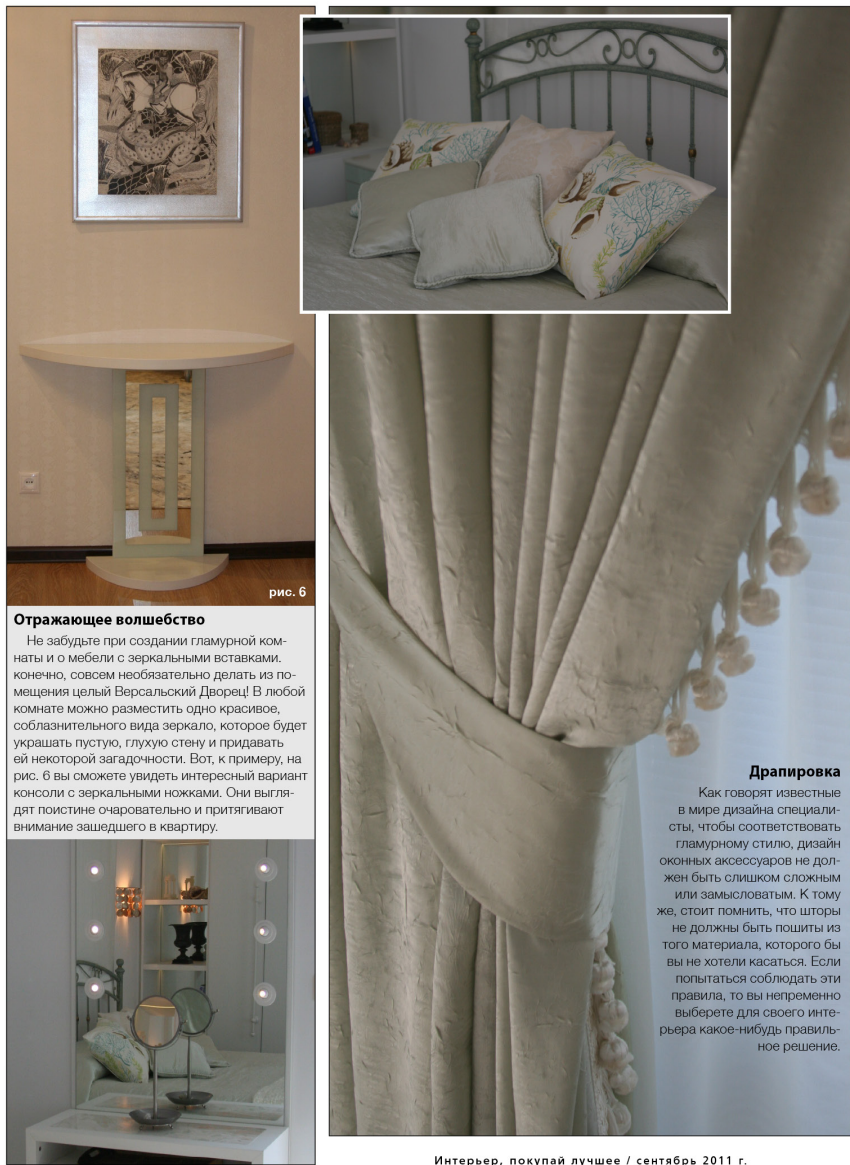 рис. 6
Отражающее волшебство
Не забудьте при создании гламурной ком-
наты и о мебели с зеркальными вставками.
конечно, совсем необязательно делать из по-
мещения целый Версальский Дворец! В любой
комнате можно разместить одно красивое,
соблазнительного вида зеркало, которое будет
украшать пустую, глухую стену и придавать
ей некоторой загадочности. Вот, к примеру, на
рис. 6 вы сможете увидеть интересный вариант
консоли с зеркальными ножками. Они выгля-
дят поистине очаровательно и притягивают
внимание зашедшего в квартиру.
Драпировка
Как говорят известные
в мире дизайна специали-
сты, чтобы соответствовать
гламурному стилю, дизайн
оконных аксессуаров не дол-
жен быть слишком сложным
или замысловатым. К тому
же, стоит помнить, что шторы
не должны быть пошиты из
того материала, которого бы
вы не хотели касаться. Если
попытаться соблюдать эти
правила, то вы непременно
выберете для своего инте-
рьера какое-нибудь правиль-
ное решение.
Интерьер, покупай лучшее / сентябрь 2011 г.